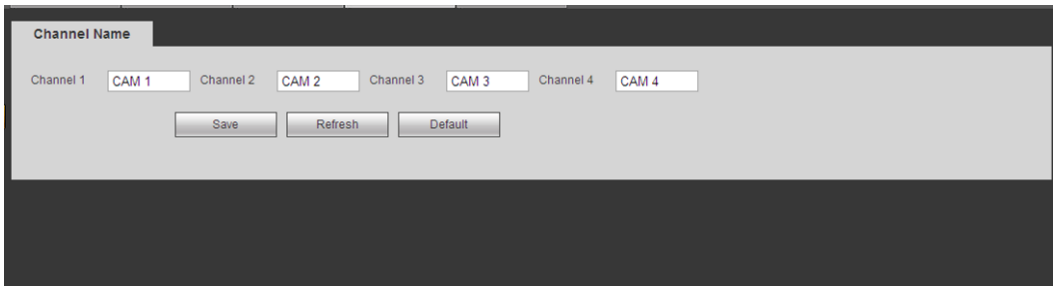 Channel Name
Channel 1 CAM 1 Channel 2 CAM 2 Channel 3 CAM 3 Channel 4 CAM 4
Save Refresh Default